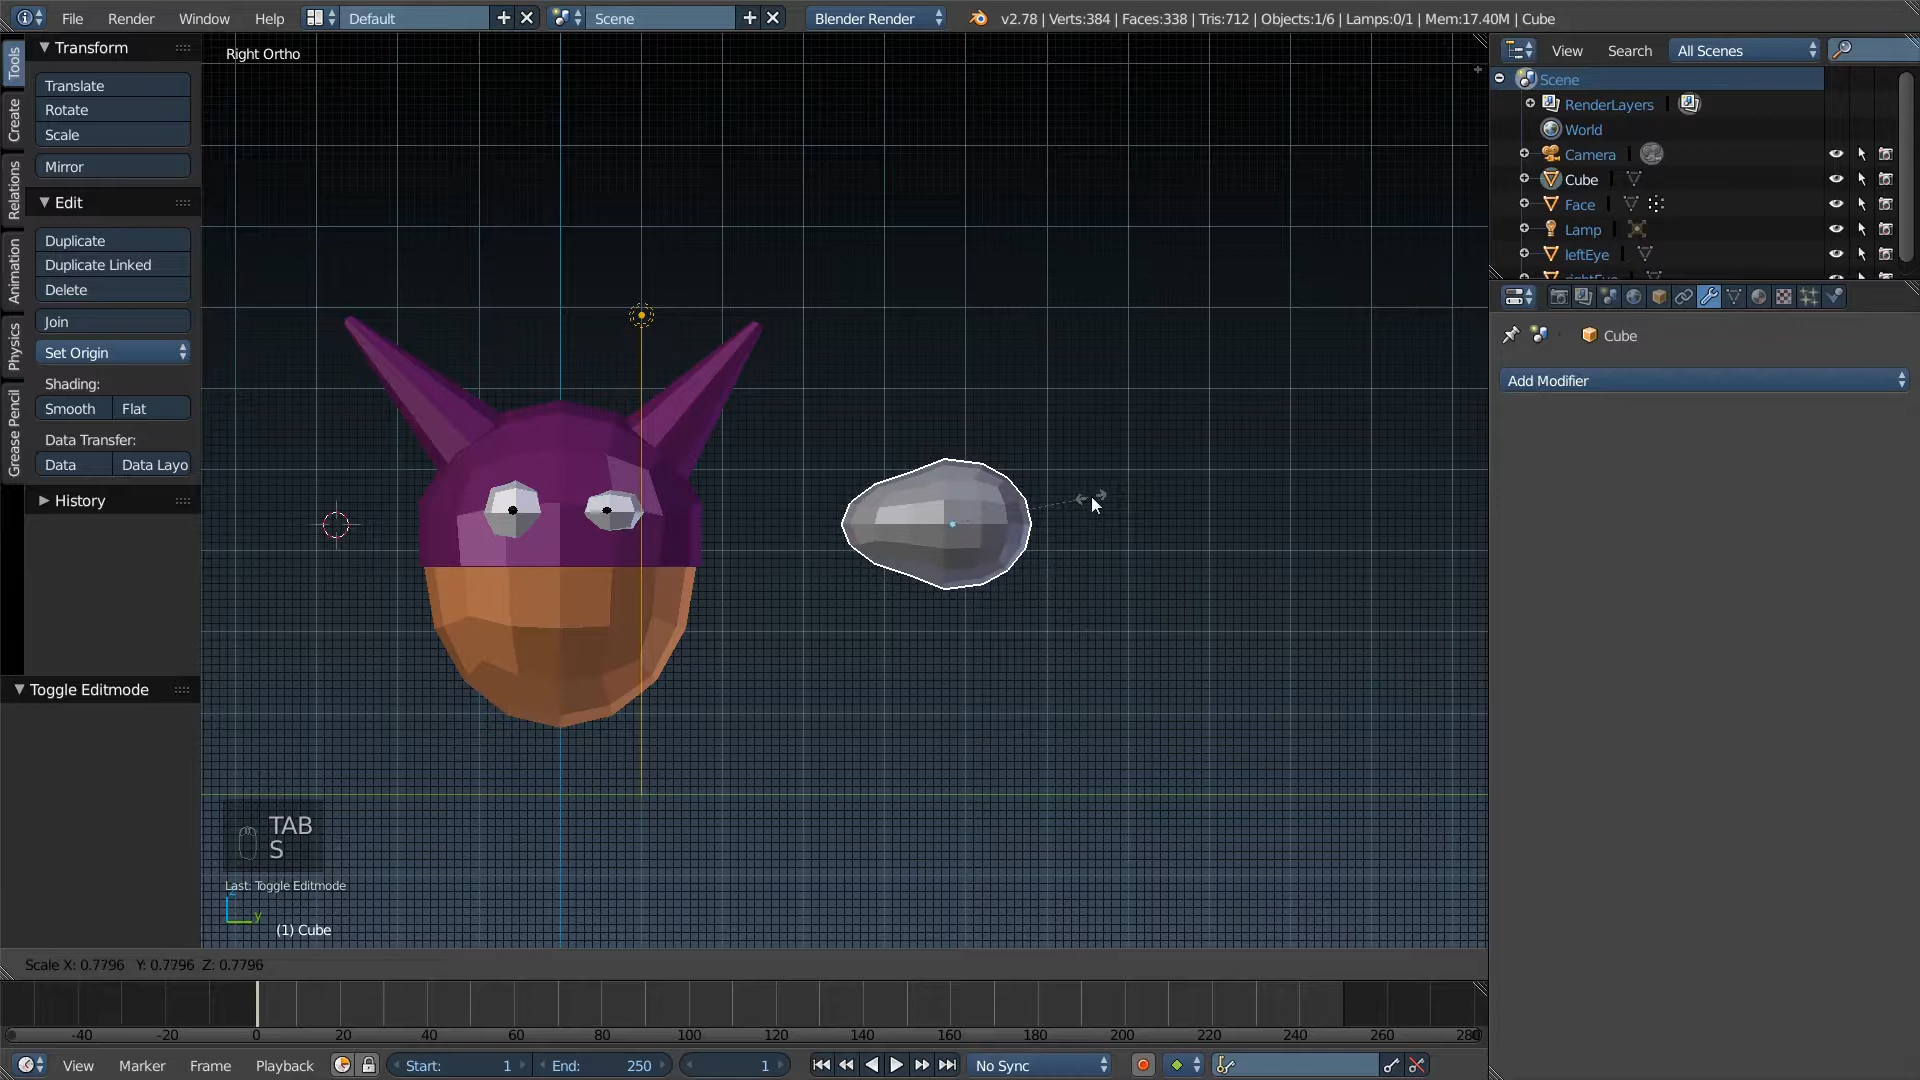 File Render Window Help Default Scene Blender Render v2.78 | Verts:384 | Faces:338 | Tris:712 | Objects:1/6 | Lamps:0/1 | Mem:17.40M | Cube
Tools
Create
Relations
Animation
Physics
Grease Pencil
Transform
Translate
Rotate
Scale
Mirror
Edit
Duplicate
Duplicate Linked
Delete
Join
Set Origin
Shading:
Smooth Flat
Data Transfer:
Data Data Layo
History
Toggle Editmode
Right Ortho
TAB
S
Last: Toggle Editmode
z
y
(1) Cube
Scale X: 0.7796 Y: 0.7796 Z: 0.7796
View Search All Scenes
Scene
RenderLayers
World
Camera
Cube
Face
Lamp
leftEye
rightEye
Cube
Add Modifier
-40 -20 0 20 40 60 80 100 120 140 160 180 200 220 240 260 280
View Marker Frame Playback Start: 1 End: 250 1 No Sync